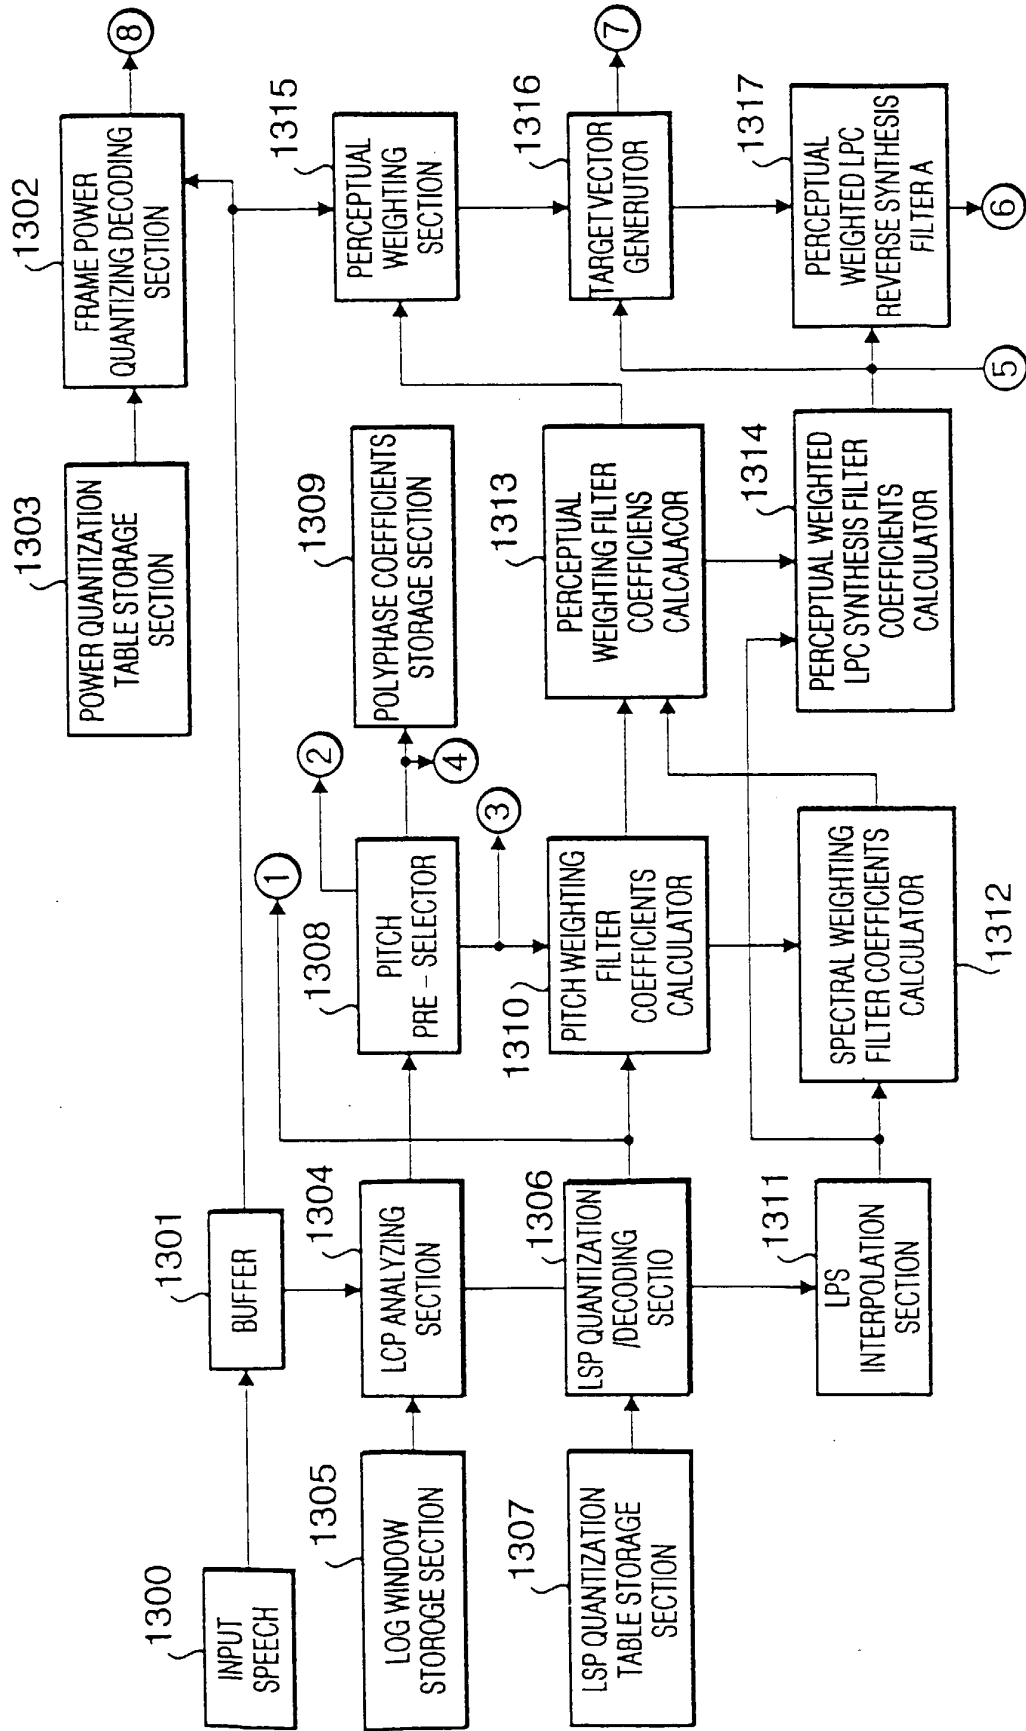 1300
INPUT
SPEECH
1301
BUFFER
1303
POWER QUANTIZATION
TABLE STORAGE
SECTION
1302
FRAME POWER
QUANTIZING DECODING
SECTION
8
1305
LOG WINDOW
STOROGE SECTION
1304
LCP ANALYZING
SECTION
1
1308
PITCH
PRE – SELECTOR
2
3
4
1309
POLYPHASE COEFFICIENTS
STORAGE SECTION
1315
PERCEPTUAL
WEIGHTING
SECTION
1307
LSP QUANTIZATION
TABLE STORAGE
SECTION
1306
LSP QUANTIZATION
/DECODING
SECTIO
1310
PITCH WEIGHTING
FILTER
COEFFICIENTS
CALCULATOR
1313
PERCEPTUAL
WEIGHTING FILTER
COEFFICIENS
CALCALACOR
1316
TARGET VECTOR
GENERUTOR
7
1311
LPS
INTERPOLATION
SECTION
1312
SPECTRAL WEIGHTING
FILTER COEFFICIENTS
CALCULATOR
1314
PERCEPTUAL WEIGHTED
LPC SYNTHESIS FILTER
COEFFICIENTS
CALCULATOR
5
1317
PERCEPTUAL
WEIGHTED LPC
REVERSE SYNTHESIS
FILTER A
6